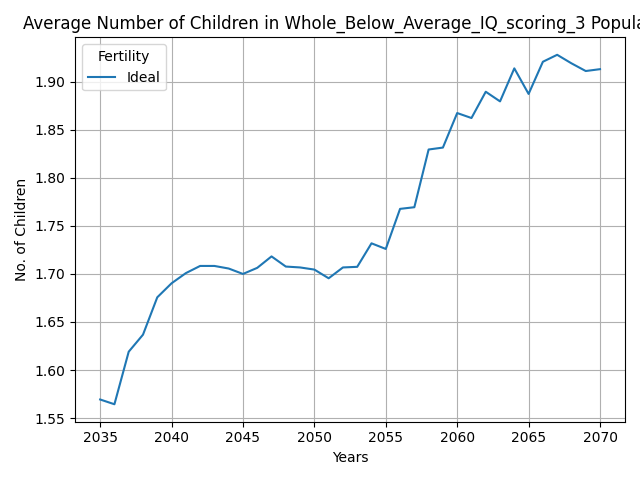 Average Number of Children in Whole_Below_Average_IQ_scoring_3 Popula
Fertility
Ideal
No. of Children
1.90
1.85
1.80
1.75
1.70
1.65
1.60
1.55
2035 2040 2045 2050 2055 2060 2065 2070
Years